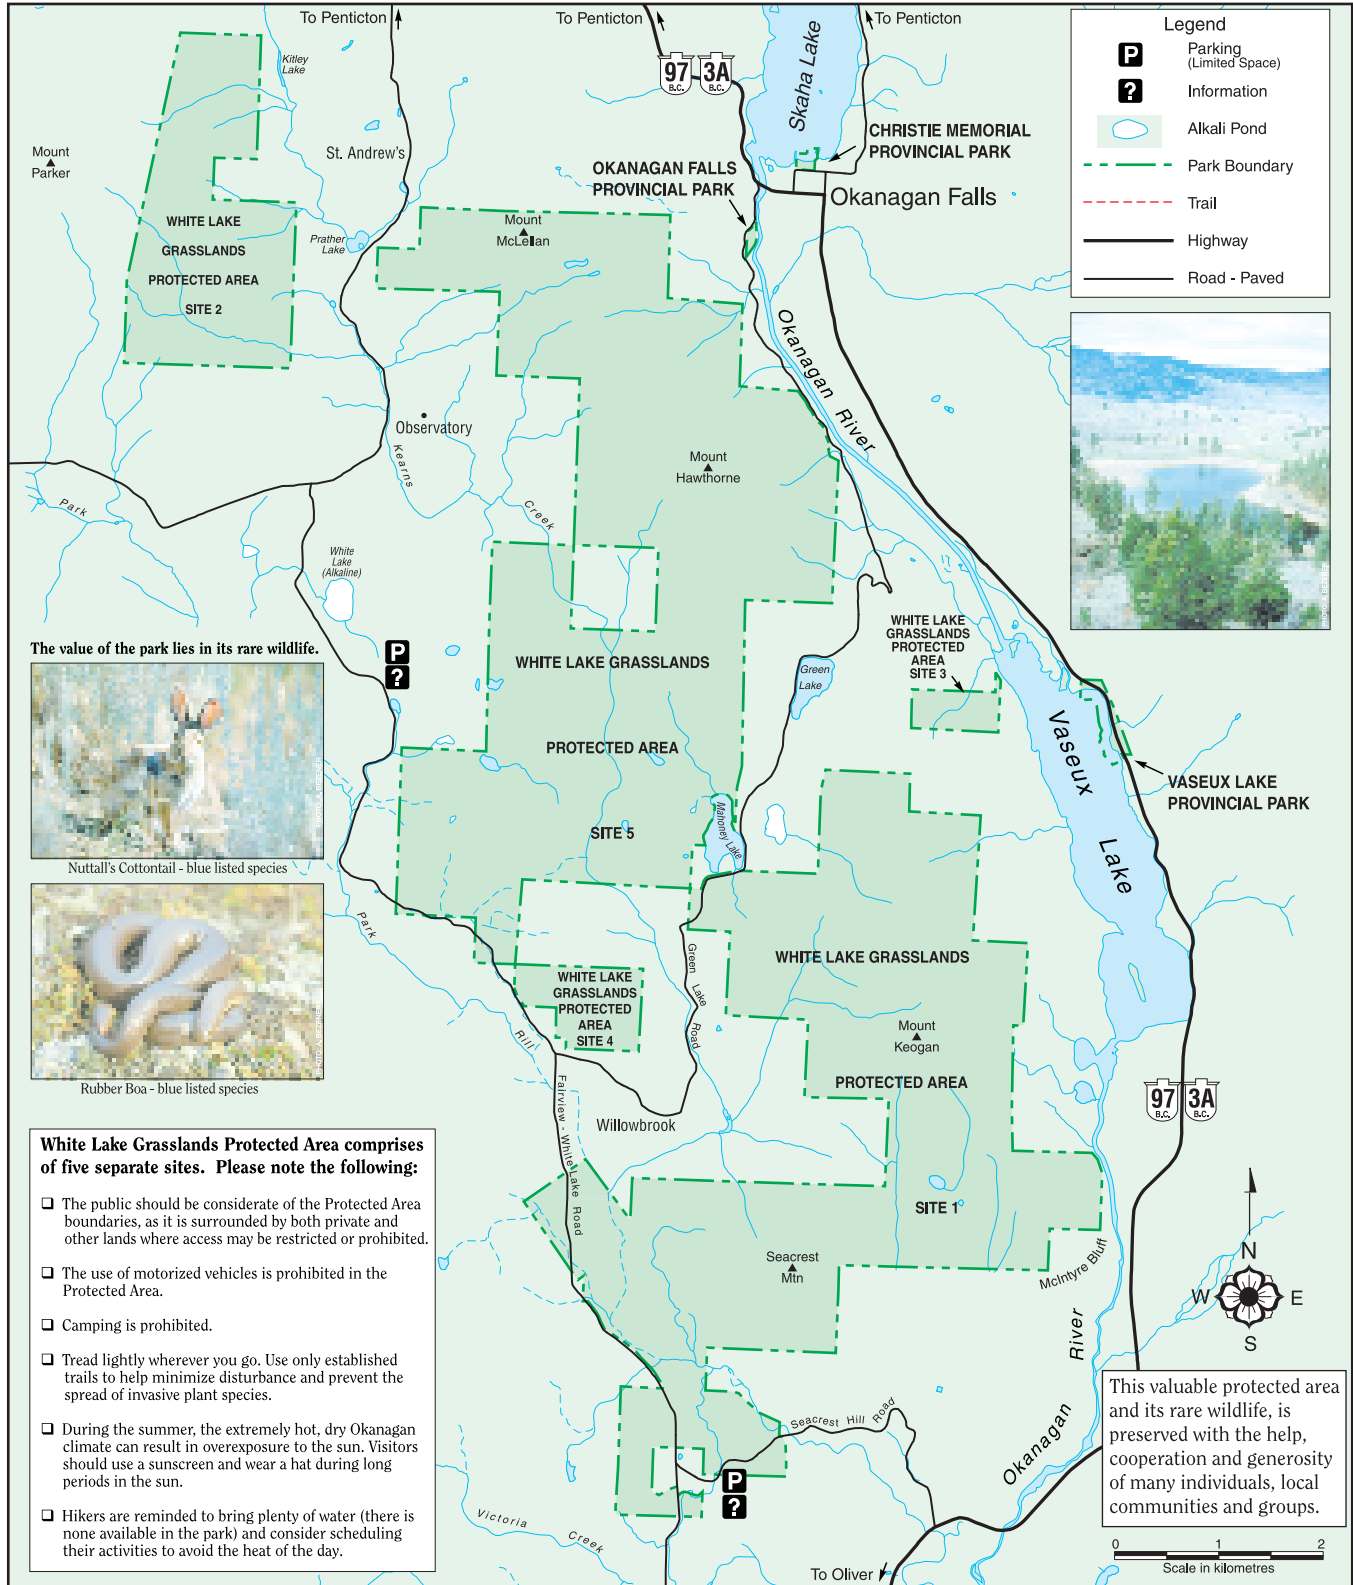 To Penticton
To Penticton
To Penticton
Kitley
Lake
97
B.C.
3A
B.C.
Skaha Lake
Legend
P
Parking
(Limited Space)
?
Information
Alkali Pond
Park Boundary
Trail
Highway
Road - Paved
Mount
Parker
St. Andrew's
CHRISTIE MEMORIAL
PROVINCIAL PARK
OKANAGAN FALLS
PROVINCIAL PARK
Okanagan Falls
WHITE LAKE
GRASSLANDS
PROTECTED AREA
SITE 2
Prather
Lake
Mount
McLellan
Okanagan River
Observatory
Kearns
Creek
Mount
Hawthorne
Park
White
Lake
(Alkaline)
P
?
WHITE LAKE
GRASSLANDS
PROTECTED
AREA
SITE 3
Green
Lake
WHITE LAKE GRASSLANDS
PROTECTED AREA
SITE 5
Mahoney Lake
Vaseux Lake
VASEUX LAKE
PROVINCIAL PARK
The value of the park lies in its rare wildlife.
Nuttall's Cottontail - blue listed species
Rubber Boa - blue listed species
Park
Rill
WHITE LAKE
GRASSLANDS
PROTECTED
AREA
SITE 4
Green Lake Road
WHITE LAKE GRASSLANDS
Mount
Keogan
PROTECTED AREA
SITE 1
97
B.C.
3A
B.C.
Willowbrook
Fairview - White Lake Road
Seacrest
Mtn
McIntyre Bluff
Okanagan River
N
W
E
S
Seacrest Hill Road
P
?
Victoria Creek
To Oliver
White Lake Grasslands Protected Area comprises
of five separate sites. Please note the following:
❑ The public should be considerate of the Protected Area
boundaries, as it is surrounded by both private and
other lands where access may be restricted or prohibited.
❑ The use of motorized vehicles is prohibited in the
Protected Area.
❑ Camping is prohibited.
❑ Tread lightly wherever you go. Use only established
trails to help minimize disturbance and prevent the
spread of invasive plant species.
❑ During the summer, the extremely hot, dry Okanagan
climate can result in overexposure to the sun. Visitors
should use a sunscreen and wear a hat during long
periods in the sun.
❑ Hikers are reminded to bring plenty of water (there is
none available in the park) and consider scheduling
their activities to avoid the heat of the day.
This valuable protected area
and its rare wildlife, is
preserved with the help,
cooperation and generosity
of many individuals, local
communities and groups.
0 1 2
Scale in kilometres